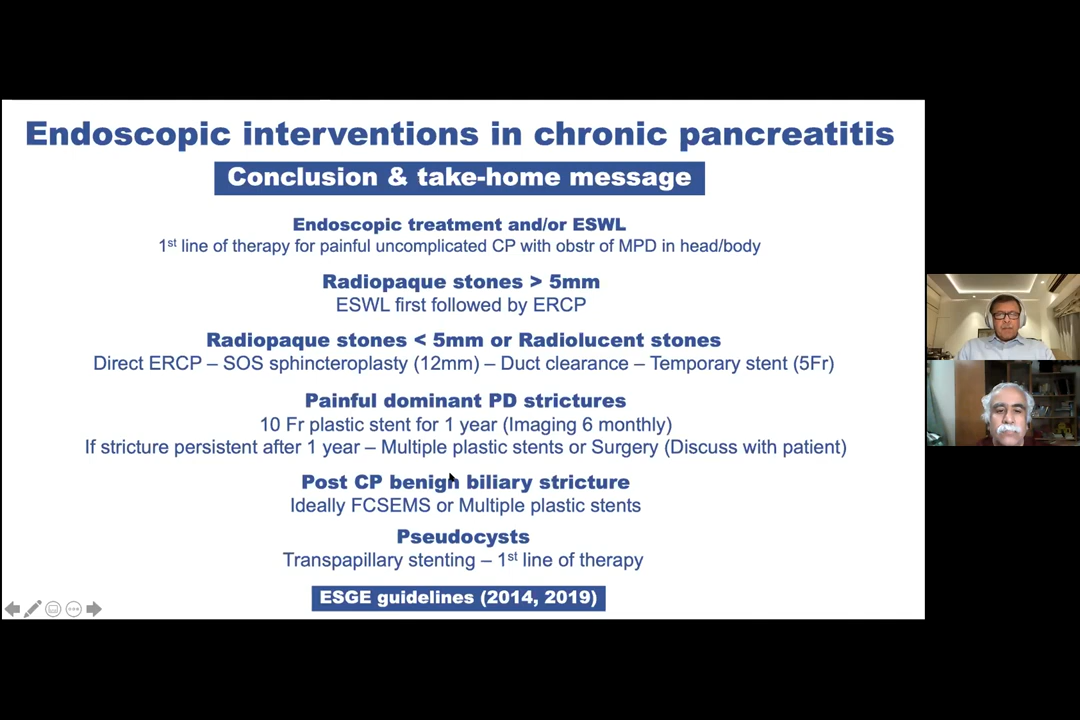 Endoscopic interventions in chronic pancreatitis
Conclusion & take-home message
Endoscopic treatment and/or ESWL
1st line of therapy for painful uncomplicated CP with obstr of MPD in head/body
Radiopaque stones > 5mm
ESWL first followed by ERCP
Radiopaque stones < 5mm or Radiolucent stones
Direct ERCP – SOS sphincteroplasty (12mm) – Duct clearance – Temporary stent (5Fr)
Painful dominant PD strictures
10 Fr plastic stent for 1 year (Imaging 6 monthly)
If stricture persistent after 1 year – Multiple plastic stents or Surgery (Discuss with patient)
Post CP benign biliary stricture
Ideally FCSEMS or Multiple plastic stents
Pseudocysts
Transpapillary stenting – 1st line of therapy
ESGE guidelines (2014, 2019)